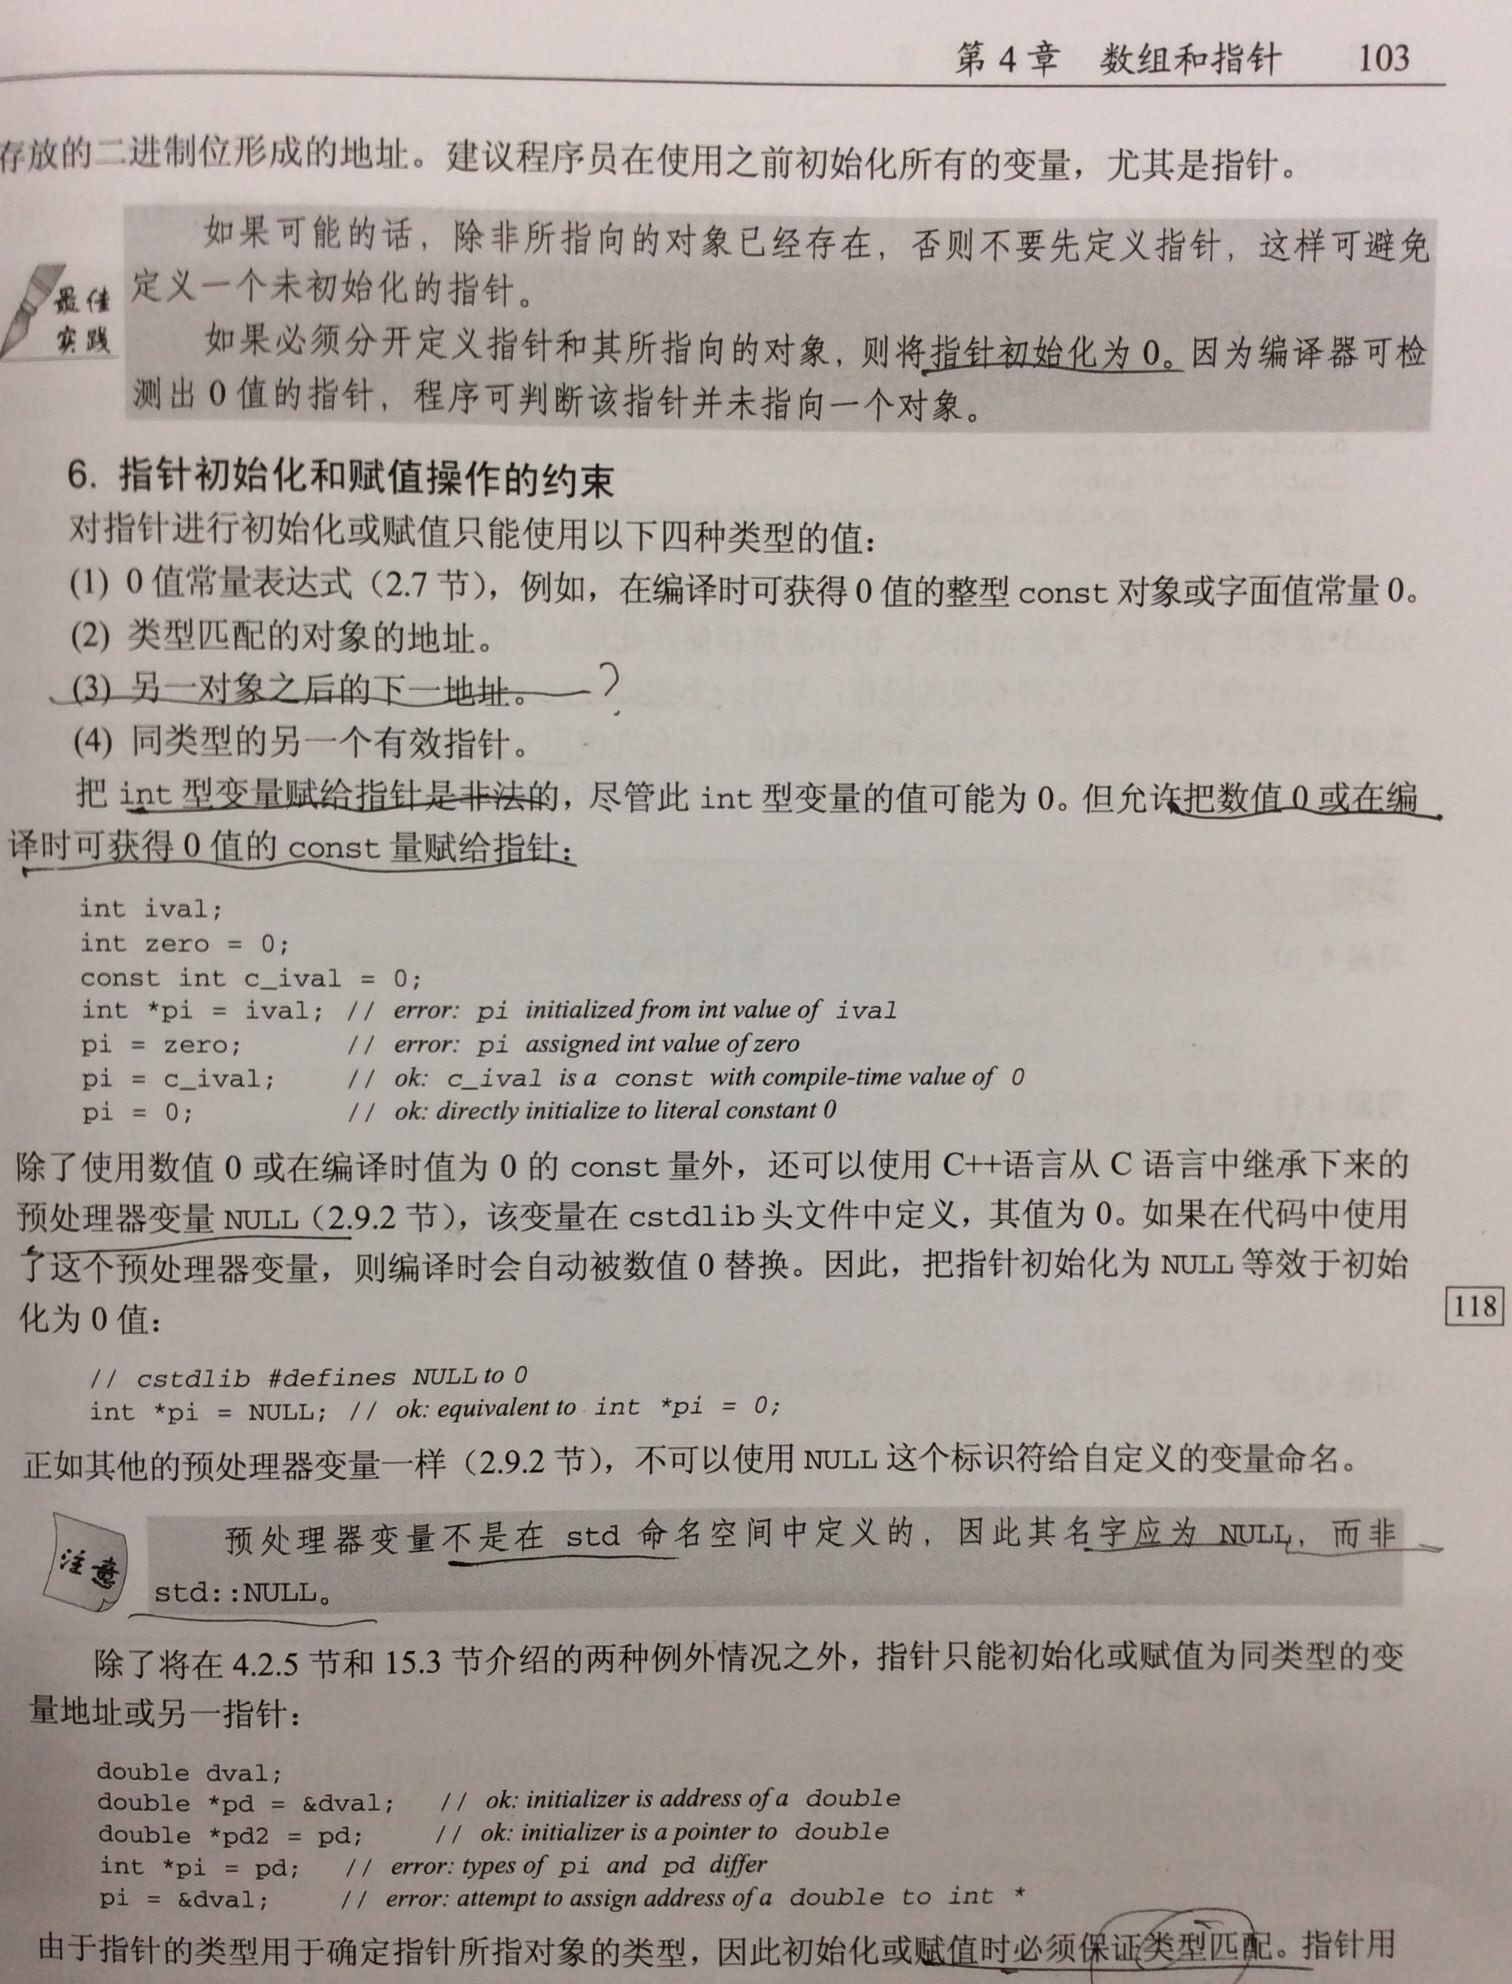 第 4 章 数组和指针 103
存放的二进制位形成的地址。建议程序员在使用之前初始化所有的变量，尤其是指针。
如果可能的话，除非所指向的对象已经存在，否则不要先定义指针，这样可避免
定义一个未初始化的指针。
最佳
实践
如果必须分开定义指针和其所指向的对象，则将指针初始化为 0。因为编译器可检
测出 0 值的指针，程序可判断该指针并未指向一个对象。
6. 指针初始化和赋值操作的约束
对指针进行初始化或赋值只能使用以下四种类型的值：
(1) 0 值常量表达式（2.7 节），例如，在编译时可获得 0 值的整型 const 对象或字面值常量 0。
(2) 类型匹配的对象的地址。
(3) 另一对象之后的下一地址。 ?
(4) 同类型的另一个有效指针。
把 int 型变量赋给指针是非法的，尽管此 int 型变量的值可能为 0。但允许把数值 0 或在编
译时可获得 0 值的 const 量赋给指针：
int ival;
int zero = 0;
const int c_ival = 0;
int *pi = ival; // error: pi initialized from int value of ival
pi = zero; // error: pi assigned int value of zero
pi = c_ival; // ok: c_ival is a const with compile-time value of 0
pi = 0; // ok: directly initialize to literal constant 0
除了使用数值 0 或在编译时值为 0 的 const 量外，还可以使用 C++语言从 C 语言中继承下来的
预处理器变量 NULL（2.9.2 节），该变量在 cstdlib 头文件中定义，其值为 0。如果在代码中使用
了这个预处理器变量，则编译时会自动被数值 0 替换。因此，把指针初始化为 NULL 等效于初始
化为 0 值：
118
// cstdlib #defines NULL to 0
int *pi = NULL; // ok: equivalent to int *pi = 0;
正如其他的预处理器变量一样（2.9.2 节），不可以使用 NULL 这个标识符给自定义的变量命名。
注意
预处理器变量不是在 std 命名空间中定义的，因此其名字应为 NULL，而非
std::NULL。
除了将在 4.2.5 节和 15.3 节介绍的两种例外情况之外，指针只能初始化或赋值为同类型的变
量地址或另一指针：
double dval;
double *pd = &dval; // ok: initializer is address of a double
double *pd2 = pd; // ok: initializer is a pointer to double
int *pi = pd; // error: types of pi and pd differ
pi = &dval; // error: attempt to assign address of a double to int *
由于指针的类型用于确定指针所指对象的类型，因此初始化或赋值时必须保证类型匹配。指针用